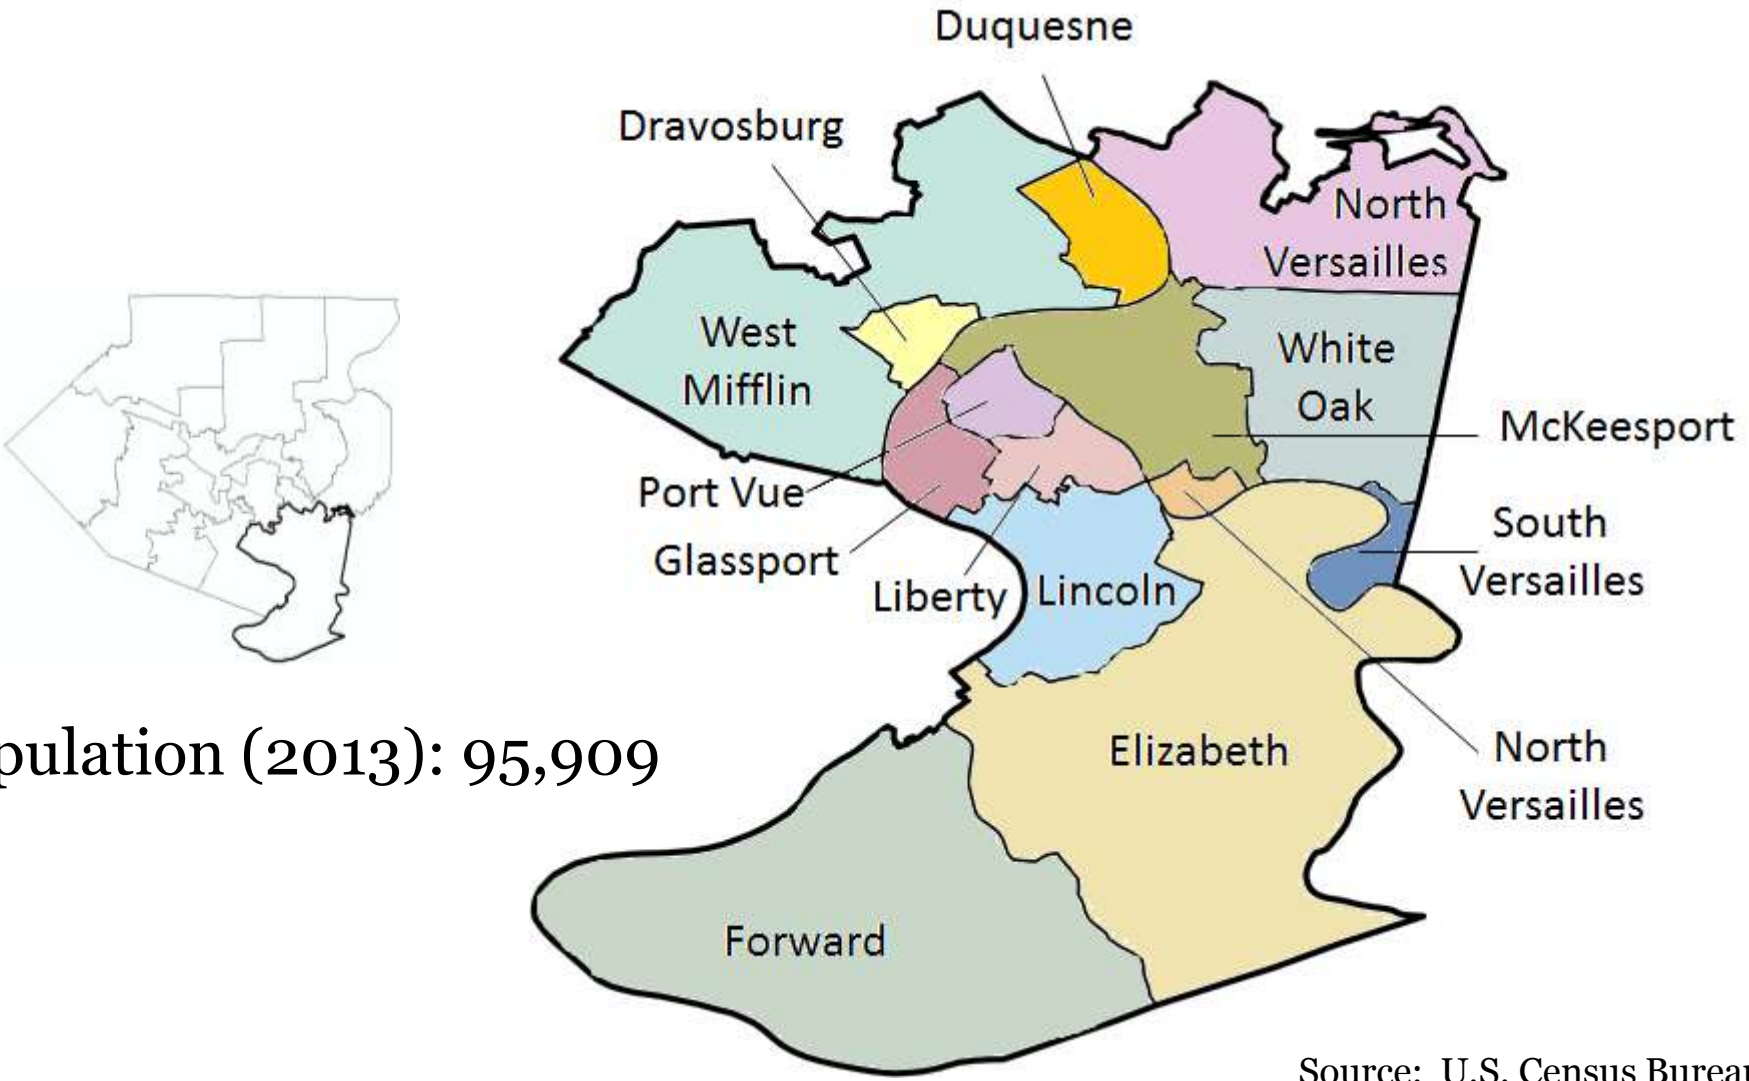 Duquesne
Dravosburg
North
Versailles
West
Mifflin
White
Oak
McKeesport
Port Vue
South
Versailles
Glassport
Liberty
Lincoln
pulation (2013): 95,909
Elizabeth
North
Versailles
Forward
Source: U.S. Census Bureau